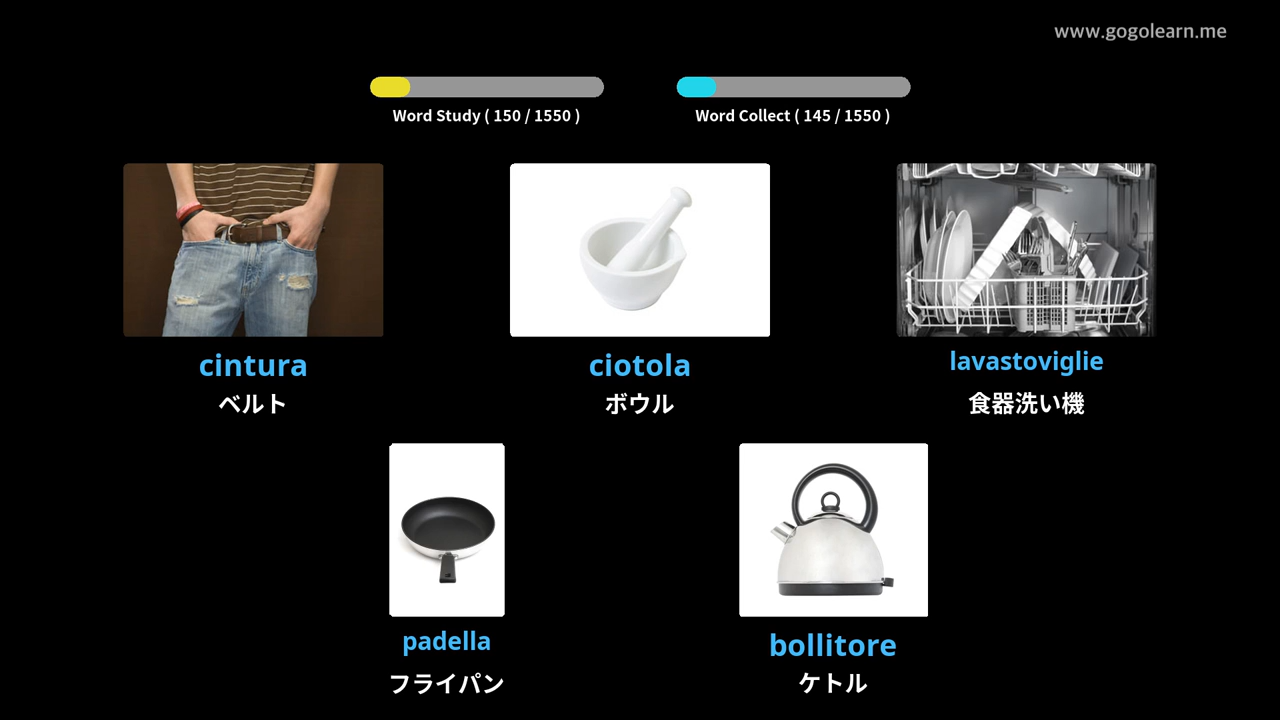 www.gogolearn.me
Word Study ( 150 / 1550 )
Word Collect ( 145 / 1550 )
cintura
ベルト
ciotola
ボウル
lavastoviglie
食器洗い機
padella
フライパン
bollitore
ケトル